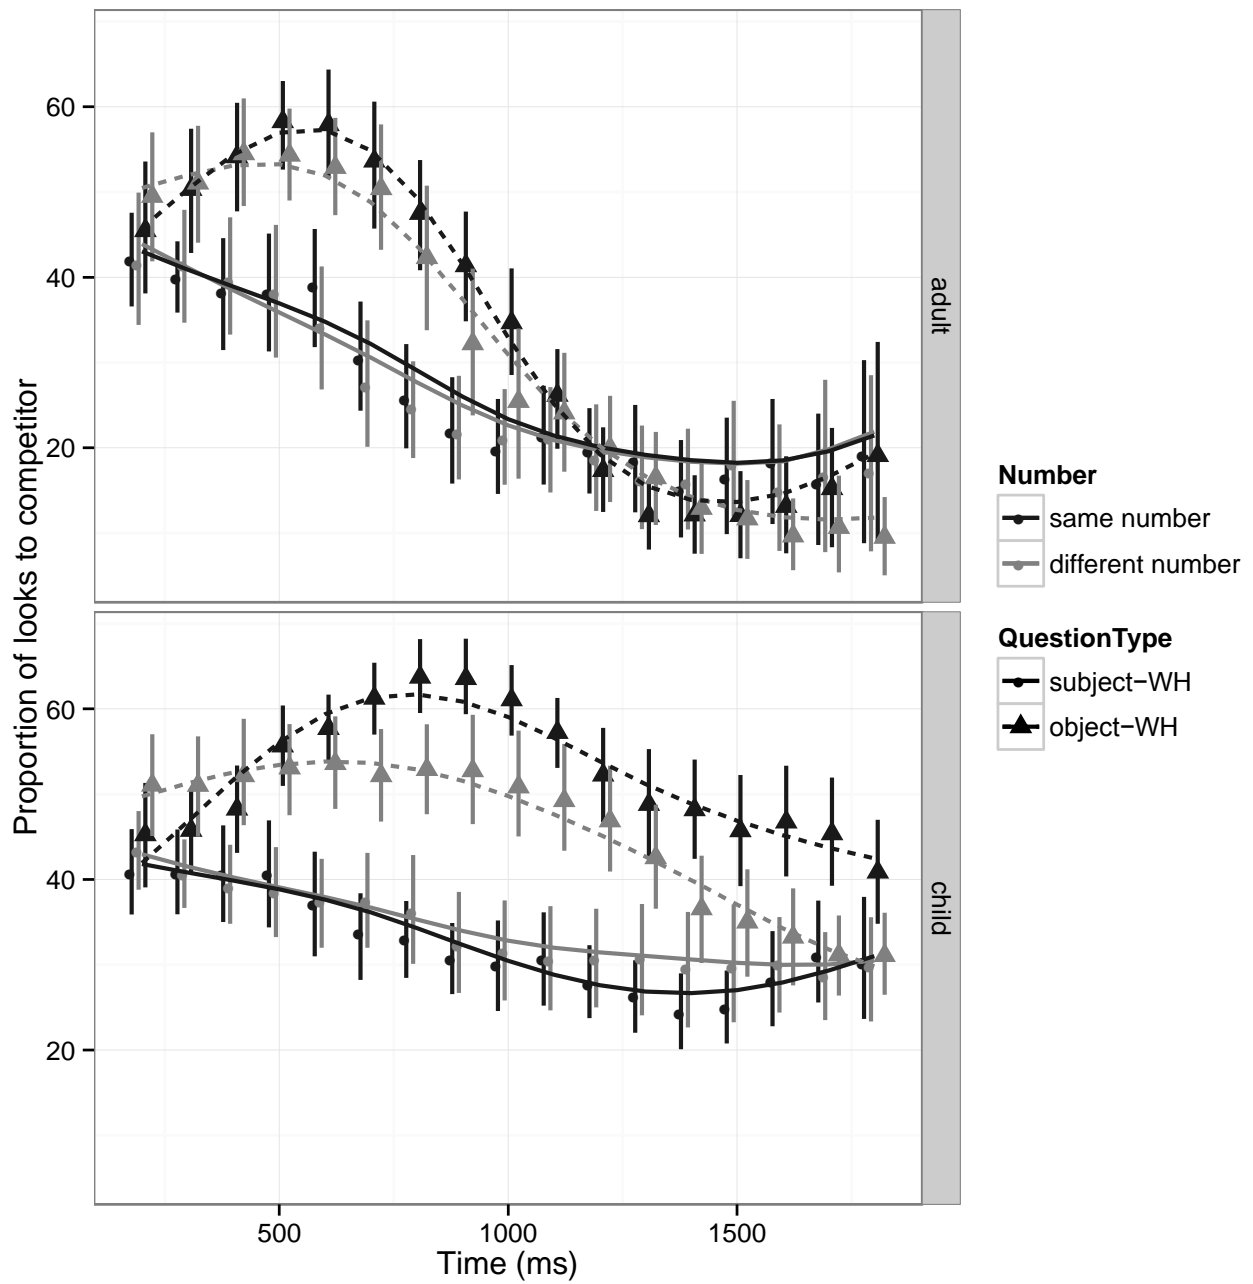 Proportion of looks to competitor
60
40
20
adult
60
40
20
child
500
1000
1500
Time (ms)
Number
same number
different number
QuestionType
subject−WH
object−WH